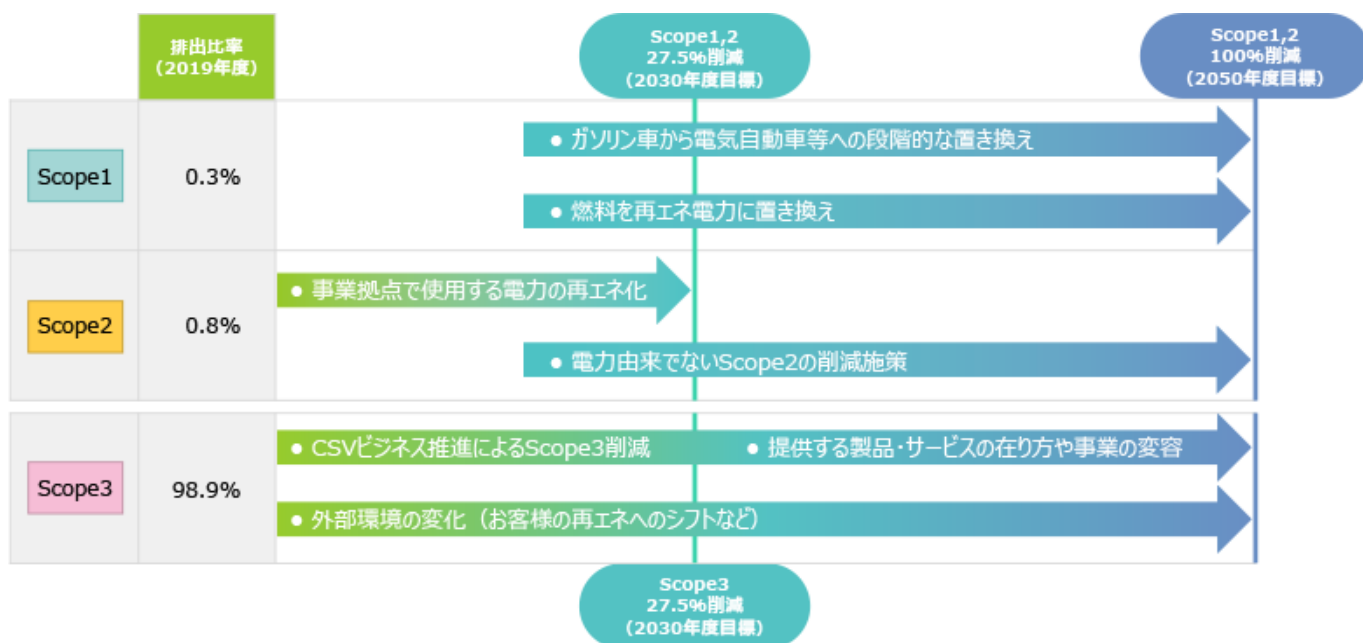 排出比率
(2019年度)
Scope1,2
27.5%削減
(2030年度目標)
Scope1,2
100%削減
(2050年度目標)
Scope1
0.3%
● ガソリン車から電気自動車等への段階的な置き換え
● 燃料を再エネ電力に置き換え
Scope2
0.8%
● 事業拠点で使用する電力の再エネ化
● 電力由来でないScope2の削減施策
Scope3
98.9%
● CSVビジネス推進によるScope3削減
● 提供する製品・サービスの在り方や事業の変容
● 外部環境の変化（お客様の再エネへのシフトなど）
Scope3
27.5%削減
(2030年度目標)